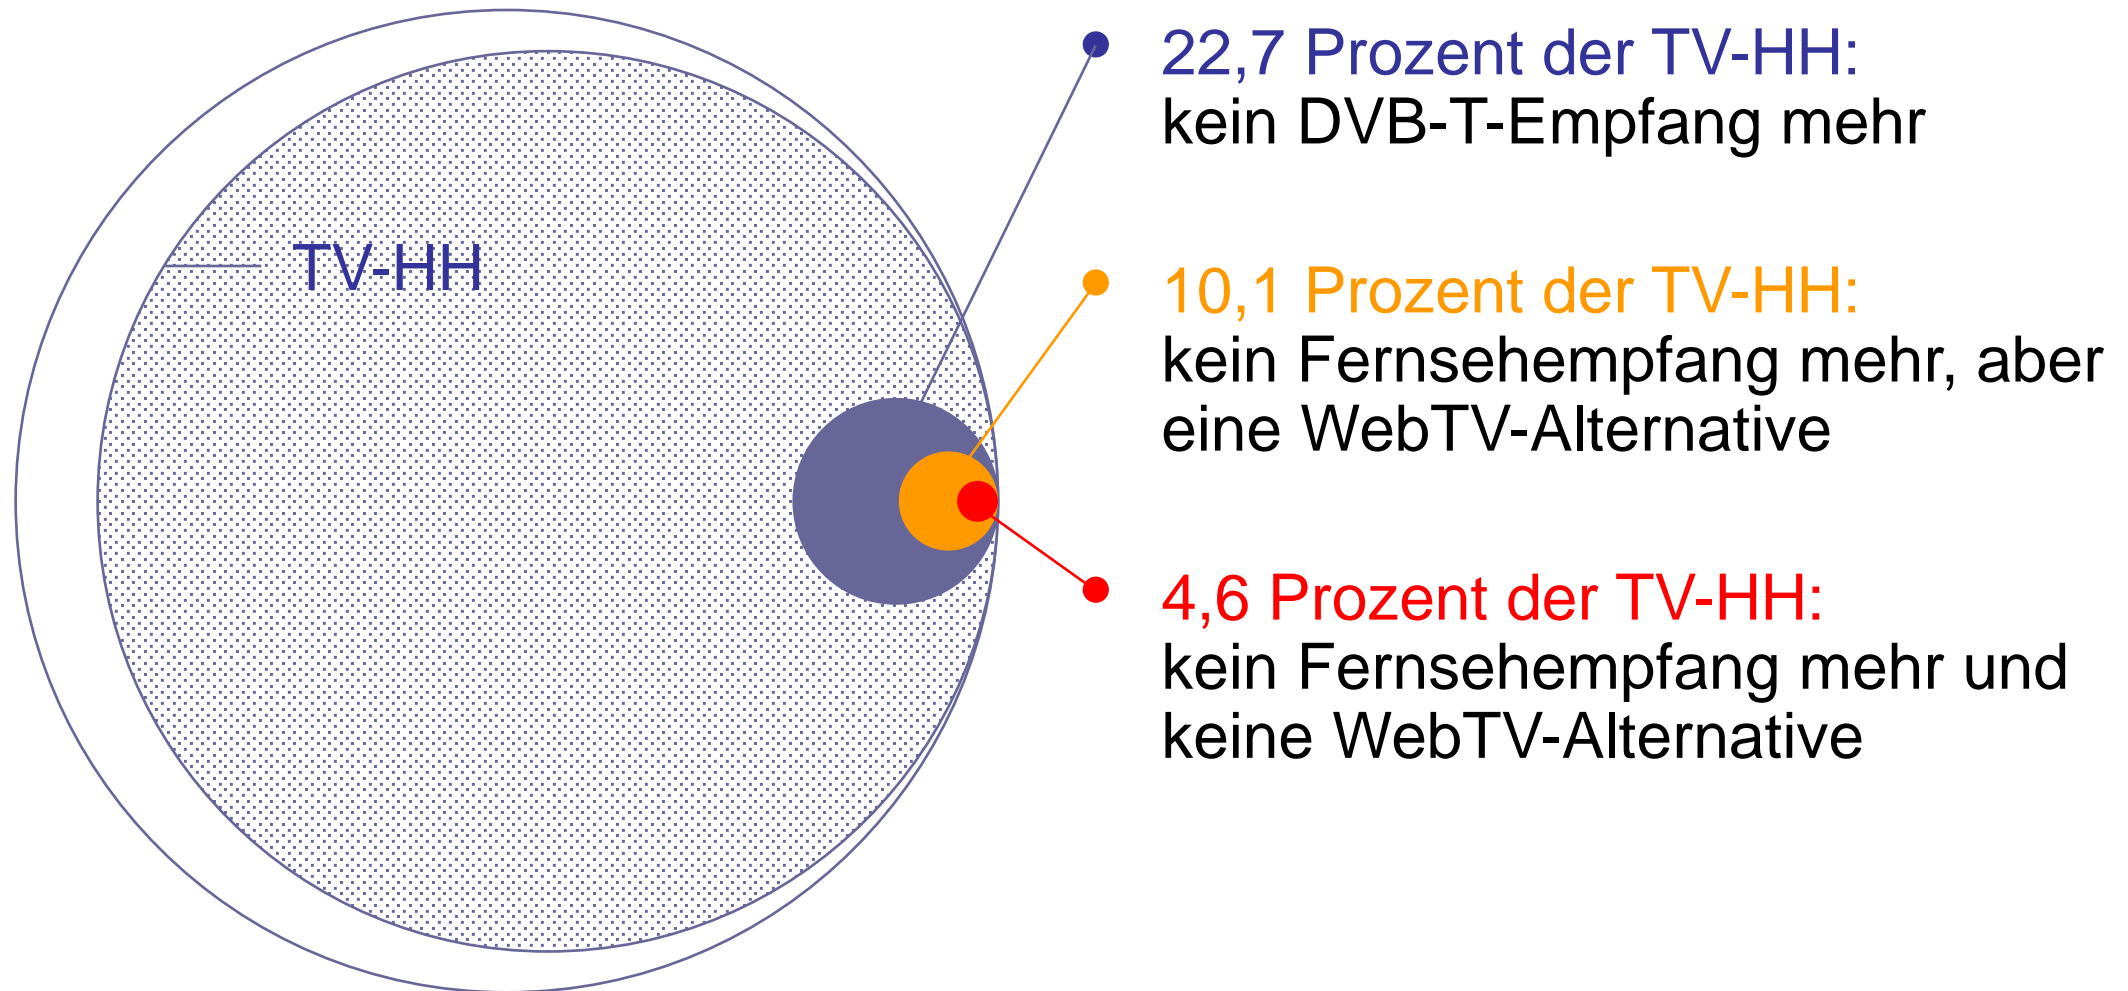 TV-HH
22,7 Prozent der TV-HH:
kein DVB-T-Empfang mehr
10,1 Prozent der TV-HH:
kein Fernsehempfang mehr, aber
eine WebTV-Alternative
4,6 Prozent der TV-HH:
kein Fernsehempfang mehr und
keine WebTV-Alternative